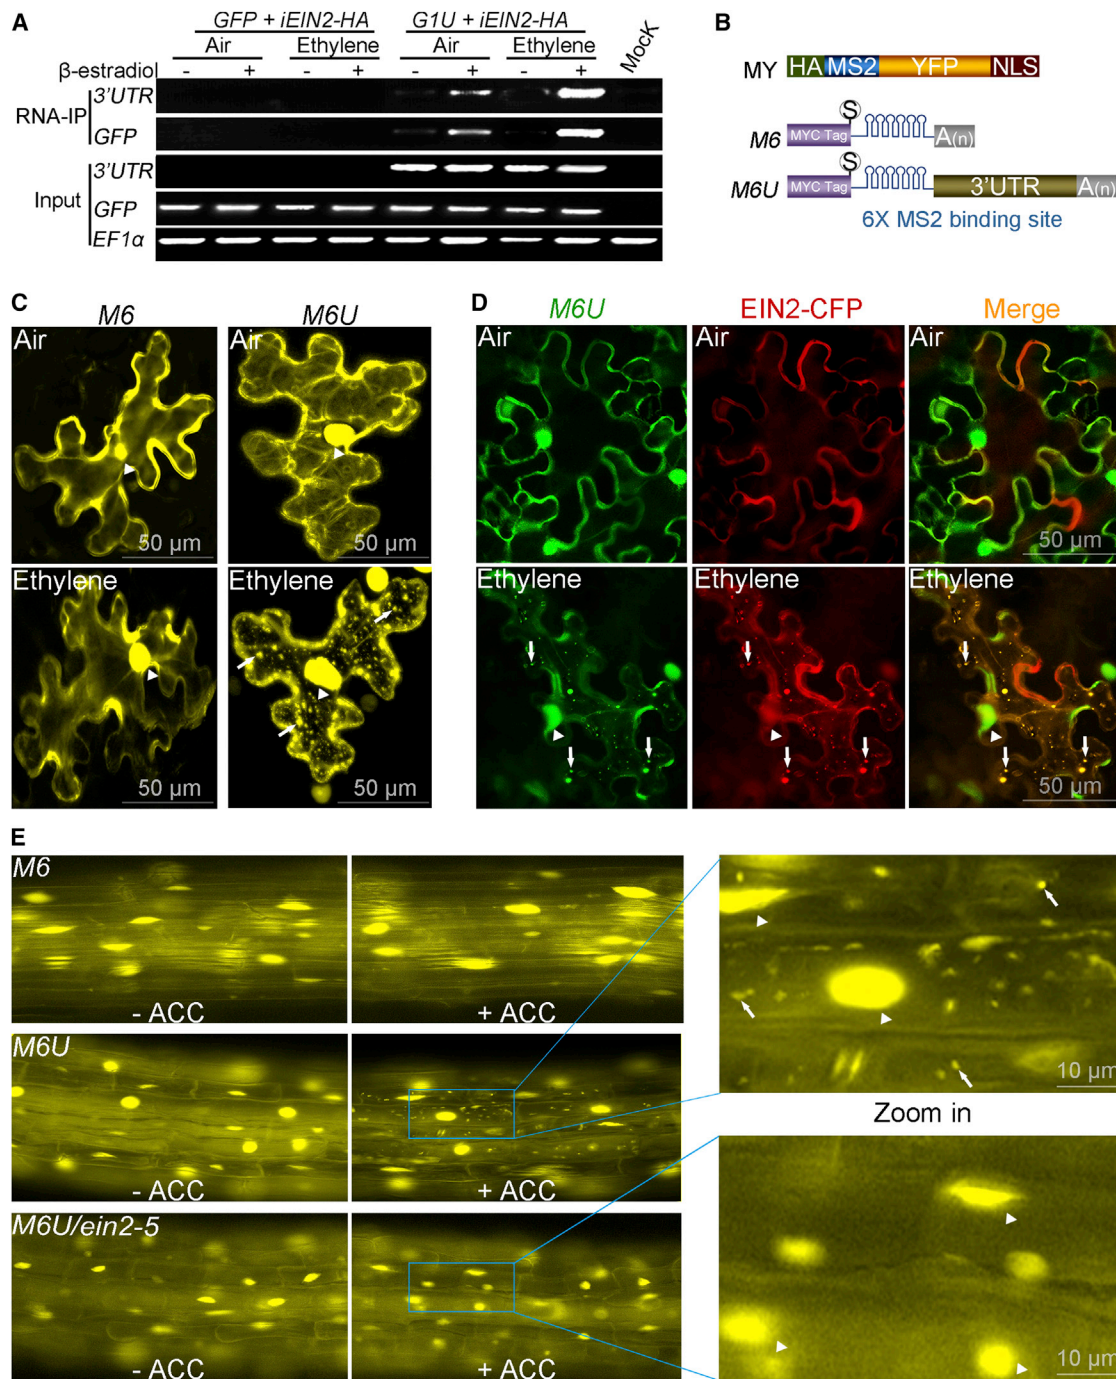 A
GFP + iEIN2-HA G1U + iEIN2-HA
Air Ethylene Air Ethylene MocK
β-estradiol - + - + - + - +
RNA-IP
3'UTR
GFP
Input
3'UTR
GFP
EF1α
B
MY HA MS2 YFP NLS
S
M6 MYC Tag A(n)
S
M6U MYC Tag 3'UTR A(n)
6X MS2 binding site
C
M6 M6U
Air Air
50 µm 50 µm
Ethylene Ethylene
50 µm 50 µm
D
M6U EIN2-CFP Merge
Air Air Air
50 µm
Ethylene Ethylene Ethylene
50 µm
E
M6
- ACC + ACC
M6U
- ACC + ACC
M6U/ein2-5
- ACC + ACC
10 µm
Zoom in
10 µm